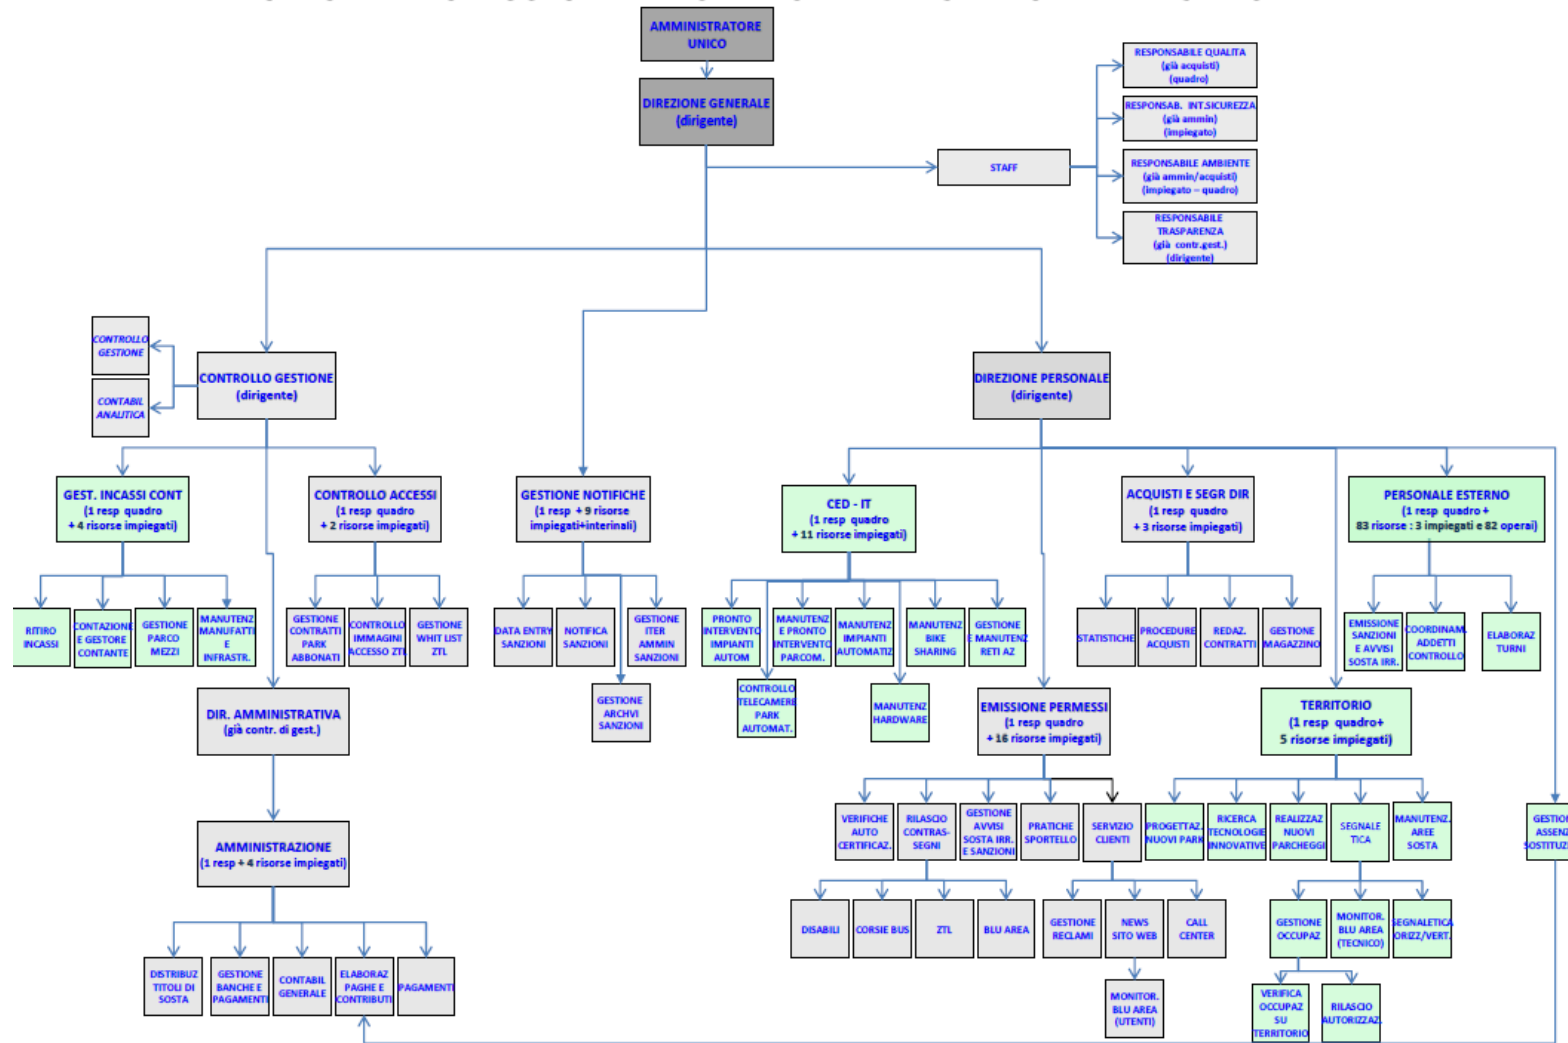 AMMINISTRATORE
UNICO
DIREZIONE GENERALE
(dirigente)
STAFF
RESPONSABILE QUALITA
(già acquisti)
(quadro)
RESPONSAB. INT.SICUREZZA
(già ammin)
(impiegato)
RESPONSABILE AMBIENTE
(già ammin/acquisti)
(impiegato – quadro)
RESPONSABILE
TRASPARENZA
(già contr.gest.)
(dirigente)
CONTROLLO
GESTIONE
CONTABIL
ANALITICA
CONTROLLO GESTIONE
(dirigente)
DIREZIONE PERSONALE
(dirigente)
GEST. INCASSI CONT
(1 resp quadro
+ 4 risorse impiegati)
CONTROLLO ACCESSI
(1 resp quadro
+ 2 risorse impiegati)
GESTIONE NOTIFICHE
(1 resp + 9 risorse
impiegati+interinali)
CED - IT
(1 resp quadro
+ 11 risorse impiegati)
ACQUISTI E SEGR DIR
(1 resp quadro
+ 3 risorse impiegati)
PERSONALE ESTERNO
(1 resp quadro +
83 risorse : 3 impiegati e 82 operai)
RITIRO
INCASSI
CONTAZIONE
E GESTORE
CONTANTE
GESTIONE
PARCO
MEZZI
MANUTENZ
MANUFATTI
E
INFRASTR.
GESTIONE
CONTRATTI
PARK
ABBONATI
CONTROLLO
IMMAGINI
ACCESSO ZTL
GESTIONE
WHIT LIST
ZTL
DATA ENTRY
SANZIONI
NOTIFICA
SANZIONI
GESTIONE
ITER
AMMIN
SANZIONI
GESTIONE
ARCHVI
SANZIONI
PRONTO
INTERVENTO
IMPIANTI
AUTOM
MANUTENZ
E PRONTO
INTERVENTO
PARCOM.
MANUTENZ
IMPIANTI
AUTOMATIZ
MANUTENZ
BIKE
SHARING
GESTIONE
E MANUTENZ
RETI AZ
CONTROLLO
TELECAMERE
PARK
AUTOMAT.
MANUTENZ
HARDWARE
STATISTICHE
PROCEDURE
ACQUISTI
REDAZ.
CONTRATTI
GESTIONE
MAGAZZINO
EMISSIONE
SANZIONI
E AVVISI
SOSTA IRR.
COORDINAM.
ADDETTI
CONTROLLO
ELABORAZ
TURNI
DIR. AMMINISTRATIVA
(già contr. di gest.)
EMISSIONE PERMESSI
(1 resp quadro
+ 16 risorse impiegati)
TERRITORIO
(1 resp quadro+
5 risorse impiegati)
AMMINISTRAZIONE
(1 resp + 4 risorse impiegati)
VERIFICHE
AUTO
CERTIFICAZ.
RILASCIO
CONTRAS-
SEGNI
GESTIONE
AVVISI
SOSTA IRR.
E SANZIONI
PRATICHE
SPORTELLO
SERVIZIO
CLIENTI
PROGETTAZ.
NUOVI PARK
RICERCA
TECNOLOGIE
INNOVATIVE
REALIZZAZ
NUOVI
PARCHEGGI
SEGNALE
TICA
MANUTENZ.
AREE
SOSTA
GESTION
ASSENZ
SOSTITUZI
DISABILI
CORSIE BUS
ZTL
BLU AREA
GESTIONE
RECLAMI
NEWS
SITO WEB
CALL
CENTER
GESTIONE
OCCUPAZ
MONITOR.
BLU AREA
(TECNICO)
SEGNALETICA
ORIZZ/VERT.
DISTRIBUZ
TITOLI DI
SOSTA
GESTIONE
BANCHE E
PAGAMENTI
CONTABIL
GENERALE
ELABORAZ
PAGHE E
CONTRIBUTI
PAGAMENTI
MONITOR.
BLU AREA
(UTENTI)
VERIFICA
OCCUPAZ
SU
TERRITORIO
RILASCIO
AUTORIZZAZ.